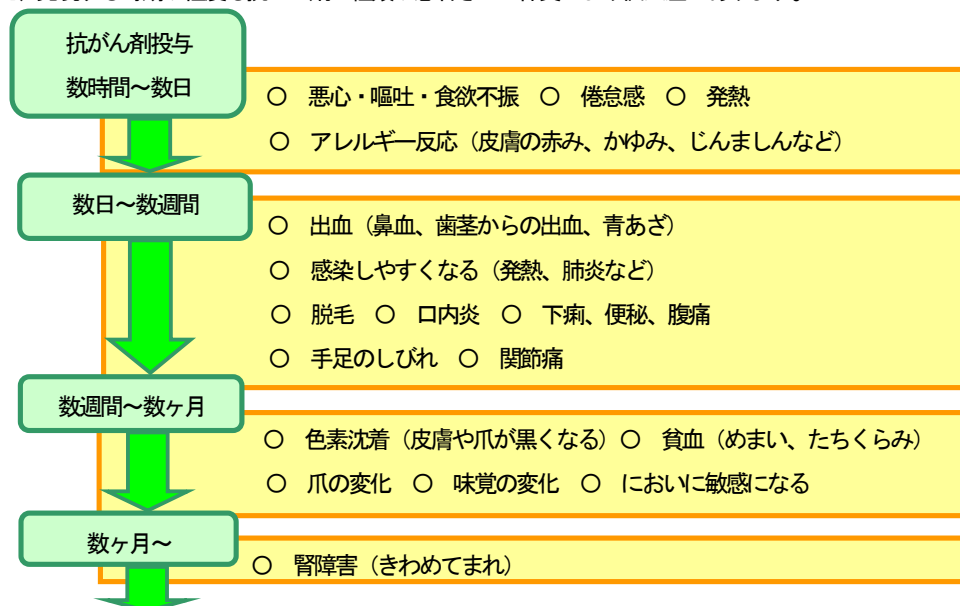 抗がん剤投与
数時間～数日
○ 悪心・嘔吐・食欲不振 ○ 倦怠感 ○ 発熱
○ アレルギー反応（皮膚の赤み、かゆみ、じんましんなど）
数日～数週間
○ 出血（鼻血、歯茎からの出血、青あざ）
○ 感染しやすくなる（発熱、肺炎など）
○ 脱毛 ○ 口内炎 ○ 下痢、便秘、腹痛
○ 手足のしびれ ○ 関節痛
数週間～数ヶ月
○ 色素沈着（皮膚や爪が黒くなる）○ 貧血（めまい、たちくらみ）
○ 爪の変化 ○ 味覚の変化 ○ においに敏感になる
数ヶ月～
○ 腎障害（きわめてまれ）